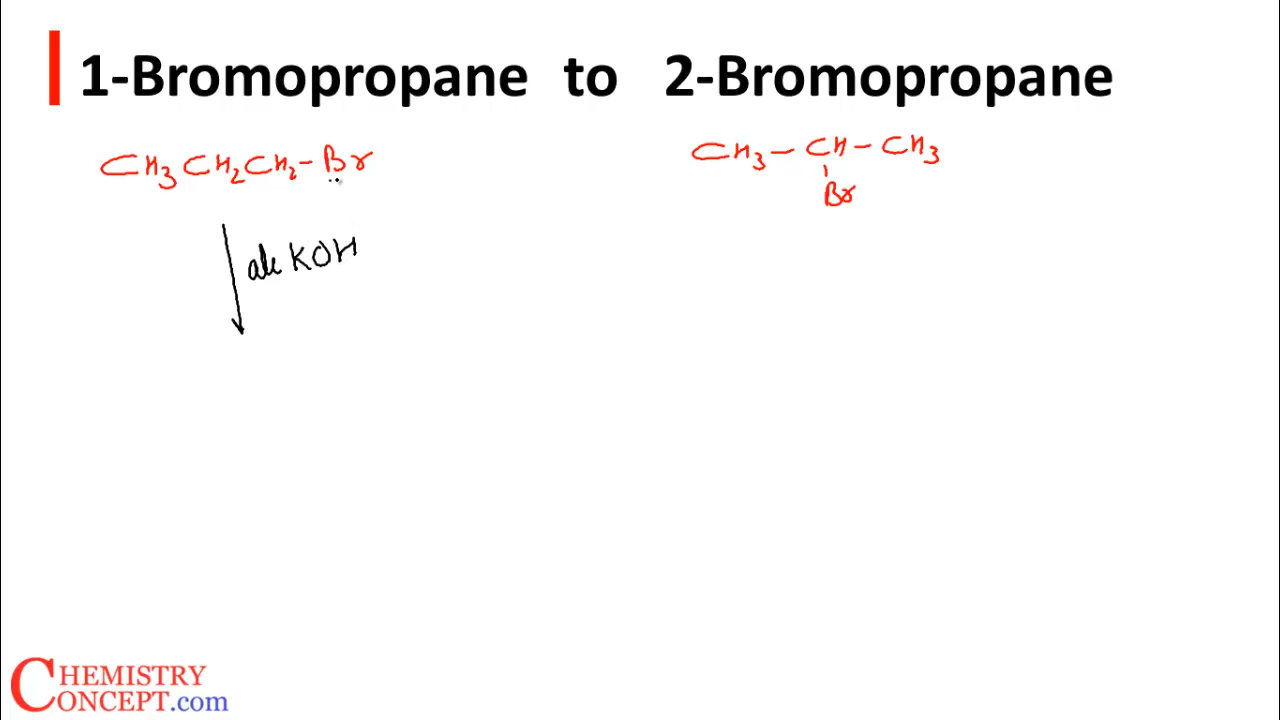 1-Bromopropane to 2-Bromopropane
CH₃CH₂CH₂-Br
CH₃-CH-CH₃
Br
alc KOH
CHEMISTRY
CONCEPT.com